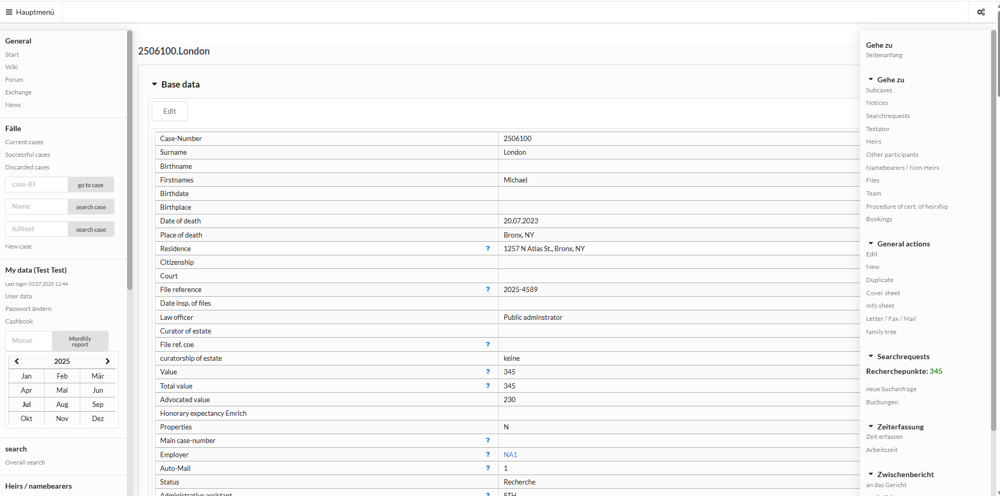 Hauptmenü
General
Start
Wiki
Forum
Exchange
News
Fälle
Current cases
Successful cases
Discarded cases
case-ID go to case
Name search case
fulltext search case
New case
My data (Test Test)
Last login: 03.07.2025 11:44
User data
Passwort ändern
Cashbook
Monat Monthly
report
2025
Jan Feb Mär
Apr Mai Jun
Jul Aug Sep
Okt Nov Dez
search
Overall search
Heirs / namebearers
2506100.London
Base data
Edit
Case-Number 2506100
Surname London
Birthname
Firstnames Michael
Birthdate
Birthplace
Date of death 20.07.2023
Place of death Bronx, NY
Residence ? 1257 N Atlas St., Bronx, NY
Citizenship
Court
File reference ? 2025-4589
Date insp. of files
Law officer Public adminstrator
Curator of estate
File ref. coe ?
curatorship of estate keine
Value ? 345
Total value ? 345
Advocated value 230
Honorary expectancy Emrich
Properties N
Main case-number ?
Employer ? NA1
Auto-Mail ? 1
Status Recherche
Administrative assistant ? STH
Gehe zu
Seitenanfang
Gehe zu
Subcases
Notices
Searchrequests
Testator
Heirs
Other participants
Namebearers / Non-Heirs
Files
Team
Procedure of cert. of heirship
Bookings
General actions
Edit
New
Duplicate
Cover sheet
Info sheet
Letter / Fax / Mail
family tree
Searchrequests
Recherchepunkte: 345
neue Suchanfrage
Buchungen
Zeiterfassung
Zeit erfassen
Arbeitszeit
Zwischenbericht
an das Gericht